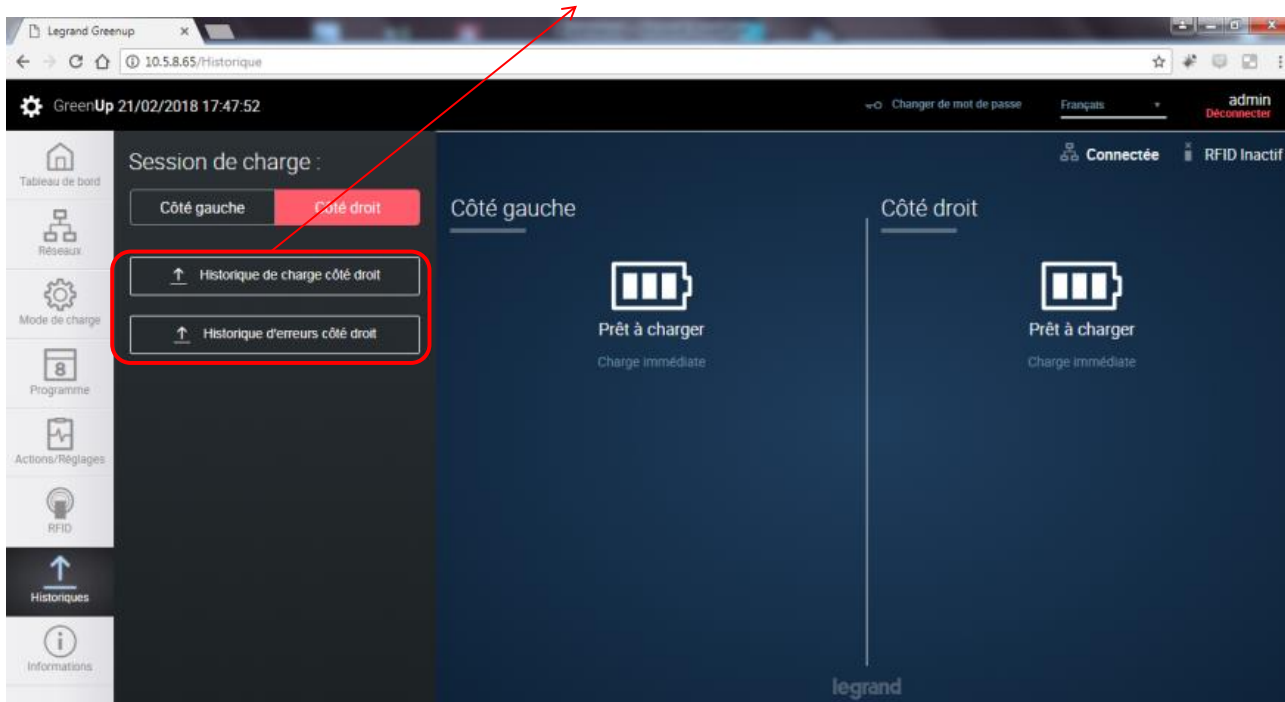 Legrand Greenup
10.5.8.65/Historique
GreenUp 21/02/2018 17:47:52
Changer de mot de passe
Français
admin
Déconnecter
Tableau de bord
Réseaux
Mode de charge
8
Programme
Actions/Réglages
RFID
Historiques
Informations
Session de charge :
Côté gauche
Côté droit
Historique de charge côté droit
Historique d'erreurs côté droit
Connectée
RFID Inactif
Côté gauche
Prêt à charger
Charge immédiate
Côté droit
Prêt à charger
Charge immédiate
legrand